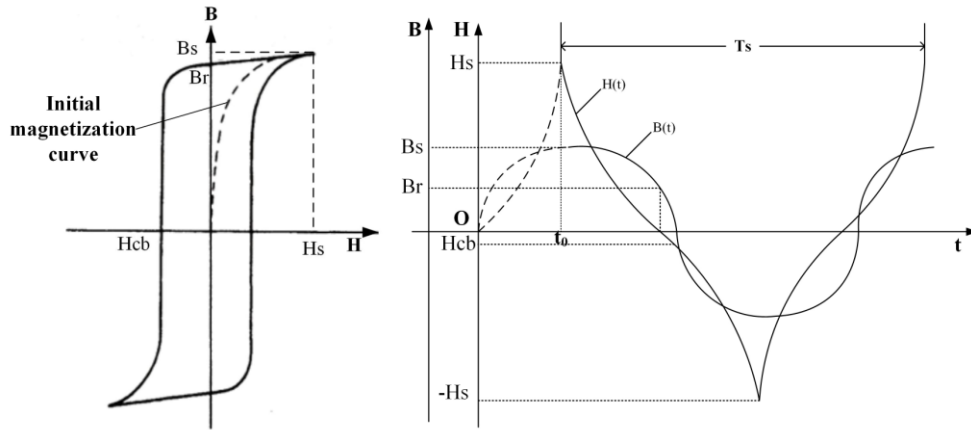 B
Bs
Br
Initial
magnetization
curve
Hcb
Hs
H
B
H
Ts
Hs
H(t)
B(t)
Bs
Br
O
Hcb
t₀
t
-Hs